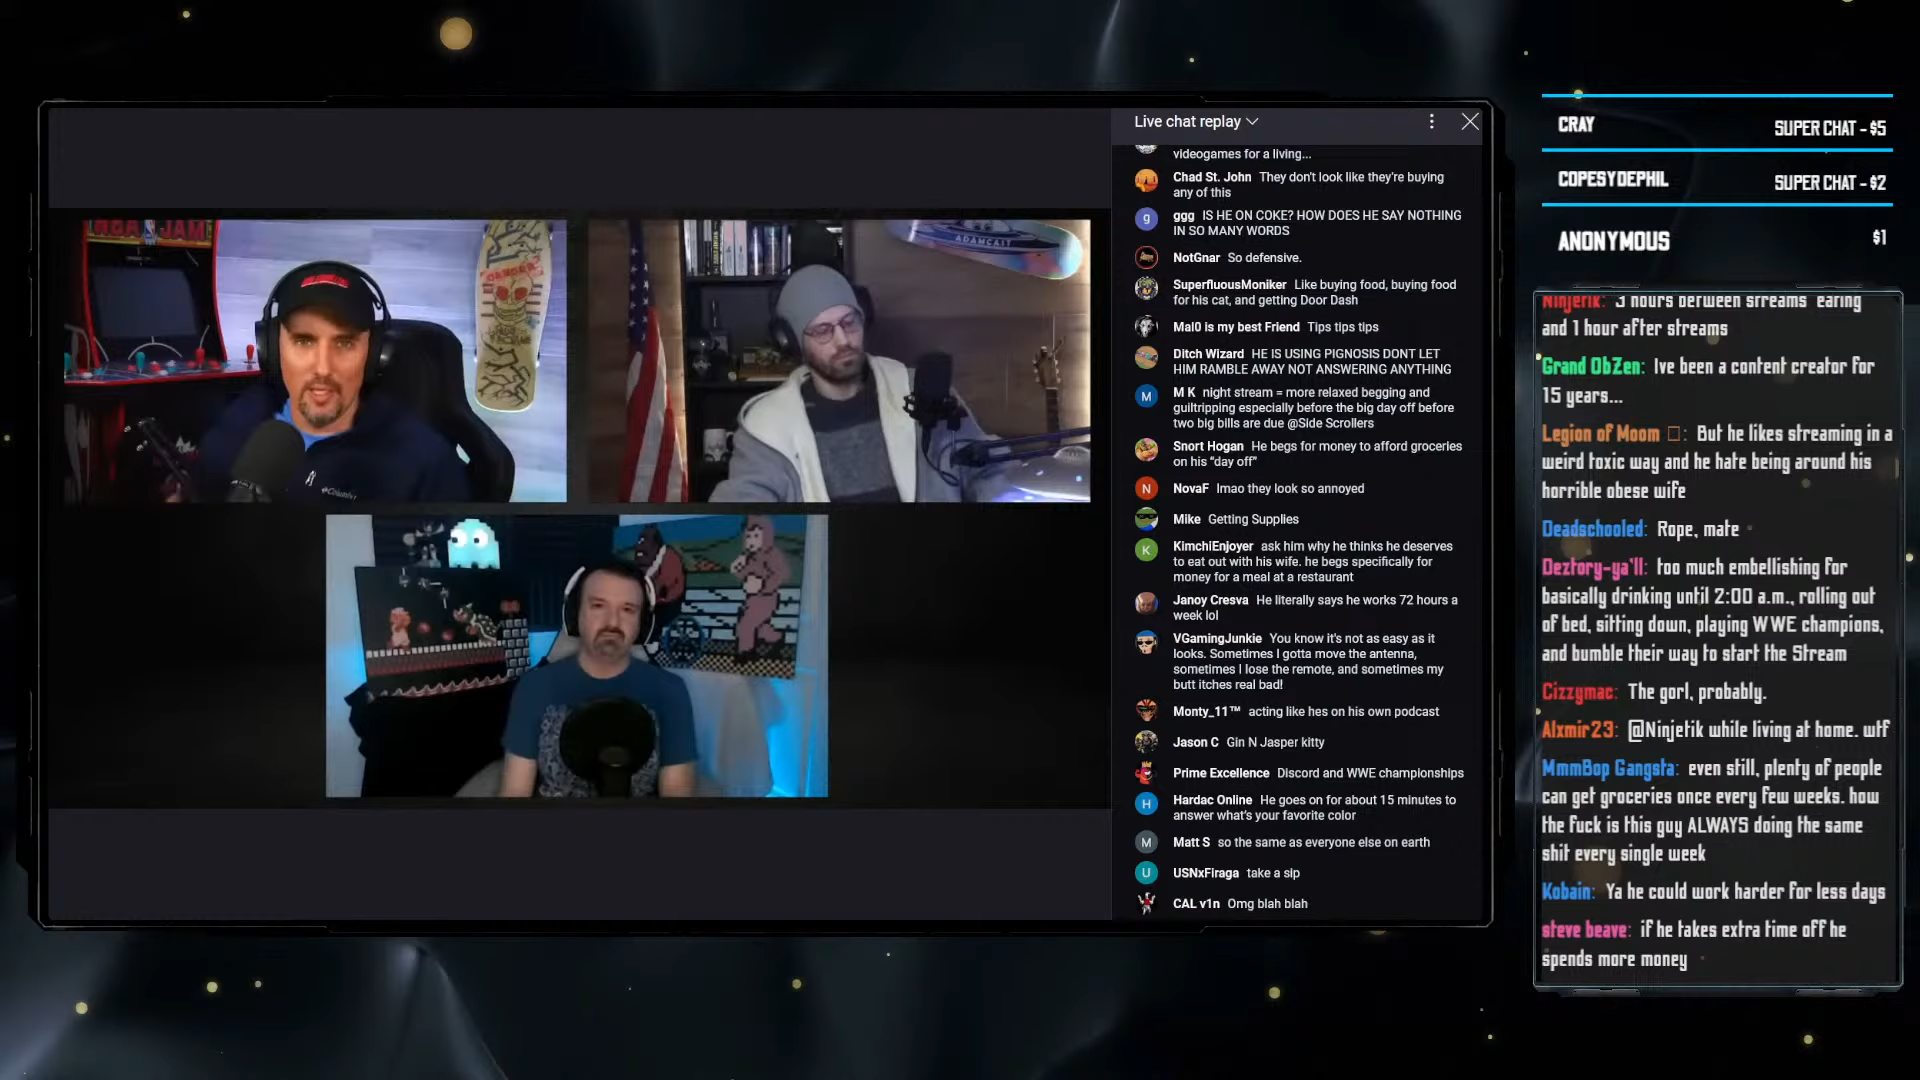 NBA JAM
ADAMCAIT
Live chat replay
videogames for a living...
Chad St. John They don't look like they're buying
any of this
g
ggg IS HE ON COKE? HOW DOES HE SAY NOTHING
IN SO MANY WORDS
NotGnar So defensive.
SuperfluousMoniker Like buying food, buying food
for his cat, and getting Door Dash
Mal0 is my best Friend Tips tips tips
Ditch Wizard HE IS USING PIGNOSIS DONT LET
HIM RAMBLE AWAY NOT ANSWERING ANYTHING
M
M K night stream = more relaxed begging and
guiltripping especially before the big day off before
two big bills are due @Side Scrollers
Snort Hogan He begs for money to afford groceries
on his “day off”
N
NovaF lmao they look so annoyed
Mike Getting Supplies
K
KimchiEnjoyer ask him why he thinks he deserves
to eat out with his wife. he begs specifically for
money for a meal at a restaurant
Janoy Cresva He literally says he works 72 hours a
week lol
VGamingJunkie You know it's not as easy as it
looks. Sometimes I gotta move the antenna,
sometimes I lose the remote, and sometimes my
butt itches real bad!
Monty_11™ acting like hes on his own podcast
Jason C Gin N Jasper kitty
Prime Excellence Discord and WWE championships
H
Hardac Online He goes on for about 15 minutes to
answer what's your favorite color
M
Matt S so the same as everyone else on earth
U
USNxFiraga take a sip
CAL v1n Omg blah blah
CRAY SUPER CHAT - $5
COPESYDEPHIL SUPER CHAT - $2
ANONYMOUS $1
Ninjerik: 3 hours between streams eating
and 1 hour after streams
Grand ObZen: Ive been a content creator for
15 years...
Legion of Moom: But he likes streaming in a
weird toxic way and he hate being around his
horrible obese wife
Deadschooled: Rope, mate
Deztory-ya'll: too much embellishing for
basically drinking until 2:00 a.m., rolling out
of bed, sitting down, playing WWE champions,
and bumble their way to start the Stream
Cizzymac: The gorl, probably.
Alxmir23: @Ninjetik while living at home. wtf
MmmBop Gangsta: even still, plenty of people
can get groceries once every few weeks. how
the fuck is this guy ALWAYS doing the same
shit every single week
Kobain: Ya he could work harder for less days
steve beave: if he takes extra time off he
spends more money